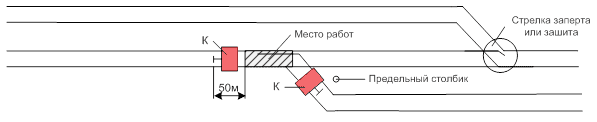 Стрелка заперта
или зашита
К
Место работ
50м
К
Предельный столбик